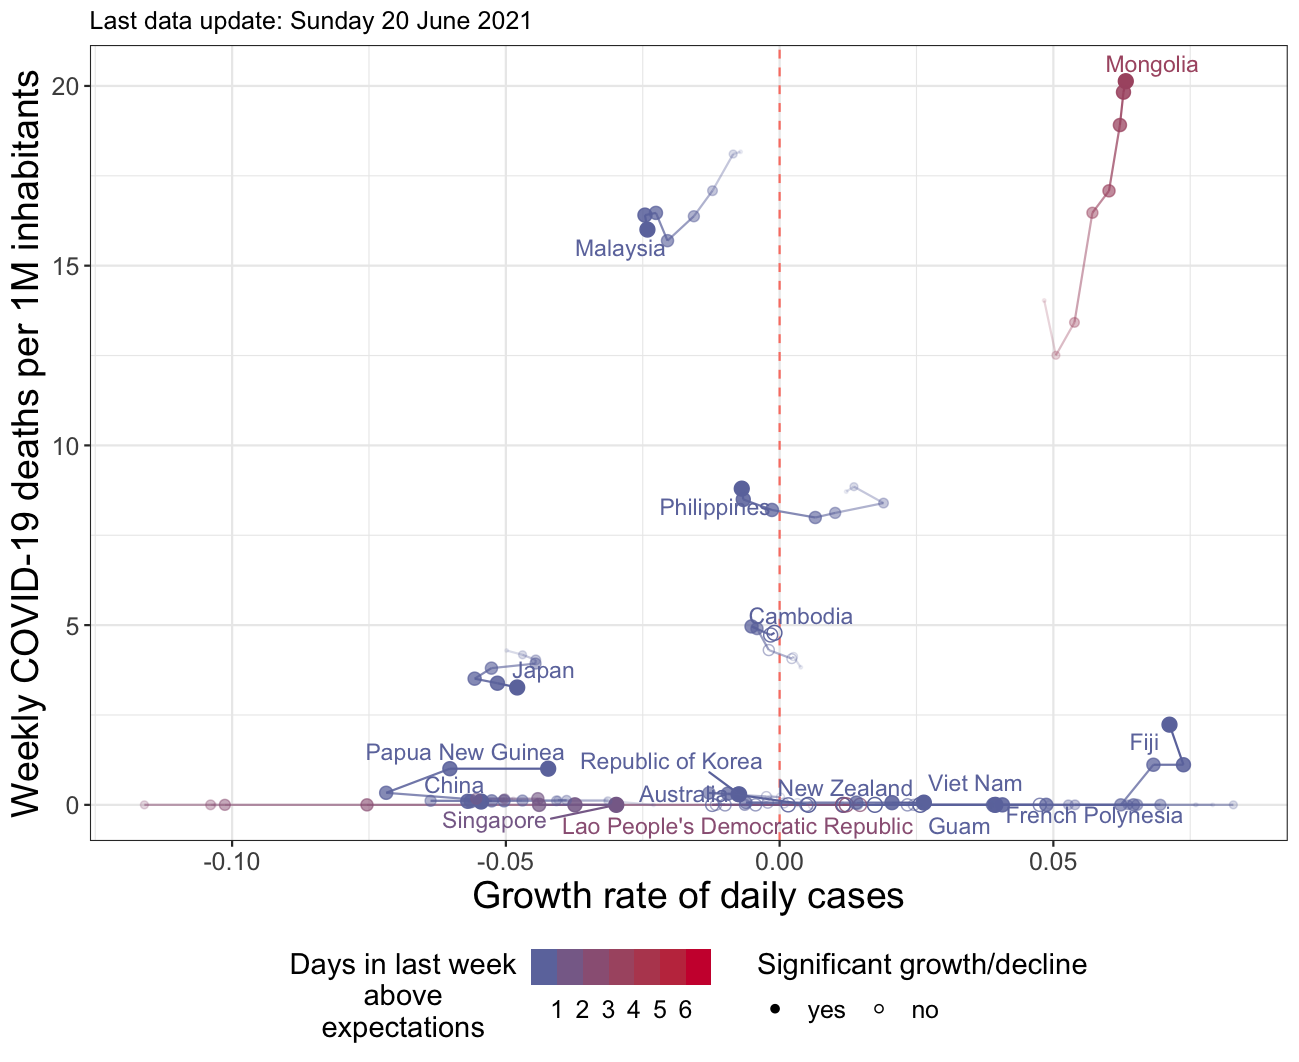 Last data update: Sunday 20 June 2021
Weekly COVID-19 deaths per 1M inhabitants
20
15
10
5
0
Mongolia
Malaysia
Philippines
Cambodia
Japan
Fiji
Papua New Guinea
Republic of Korea
China
Australia
New Zealand
Viet Nam
Singapore
Lao People's Democratic Republic
Guam
French Polynesia
-0.10
-0.05
0.00
0.05
Growth rate of daily cases
Days in last week
above
expectations
1 2 3 4 5 6
Significant growth/decline
yes no